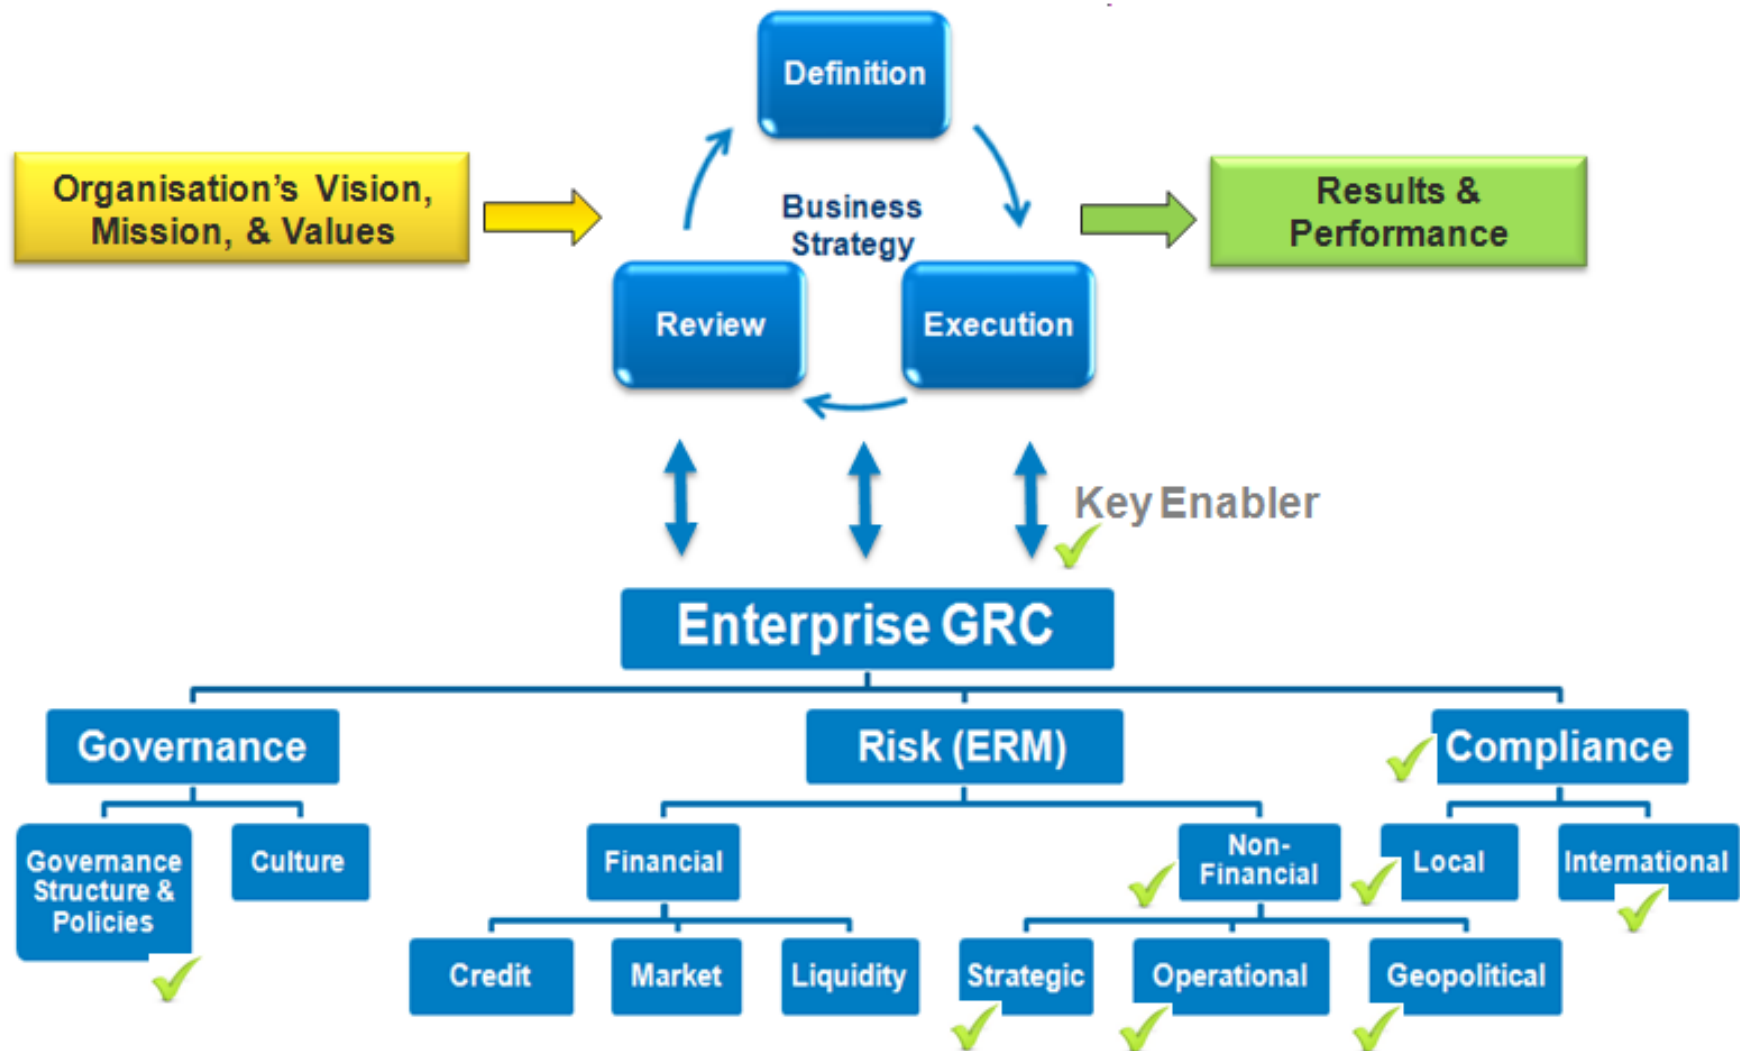 Definition
Organisation's Vision,
Mission, & Values
Business
Strategy
Results &
Performance
Review
Execution
Key Enabler
Enterprise GRC
Governance
Risk (ERM)
Compliance
Governance
Structure &
Policies
Culture
Financial
Non-
Financial
Local
International
Credit
Market
Liquidity
Strategic
Operational
Geopolitical